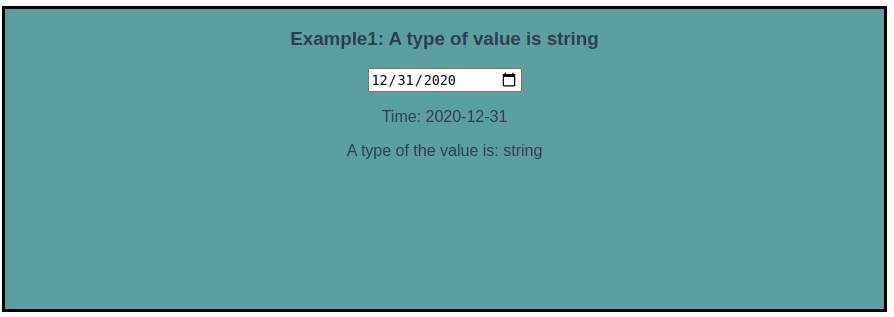 Example1: A type of value is string
12/31/2020
Time: 2020-12-31
A type of the value is: string